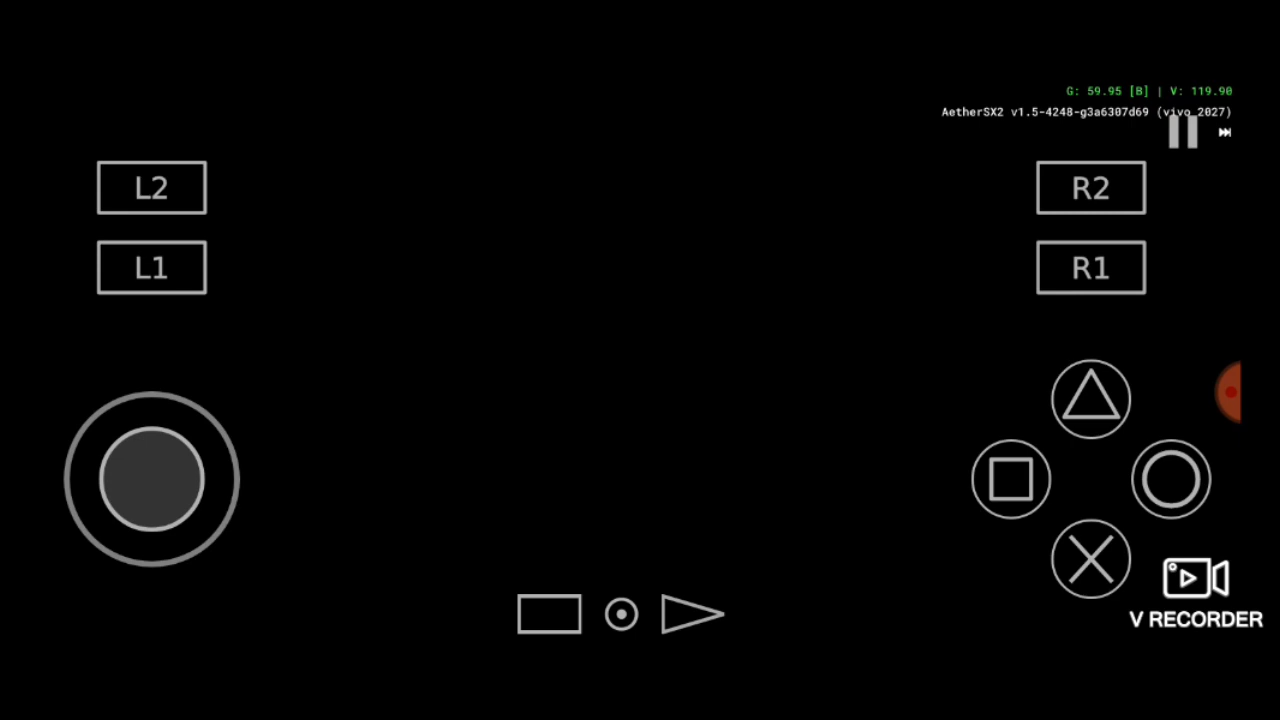 G: 59.95 [B] | V: 119.90
AetherSX2 v1.5-4248-g3a6307d69 (vivo 2027)
L2
R2
L1
R1
V RECORDER